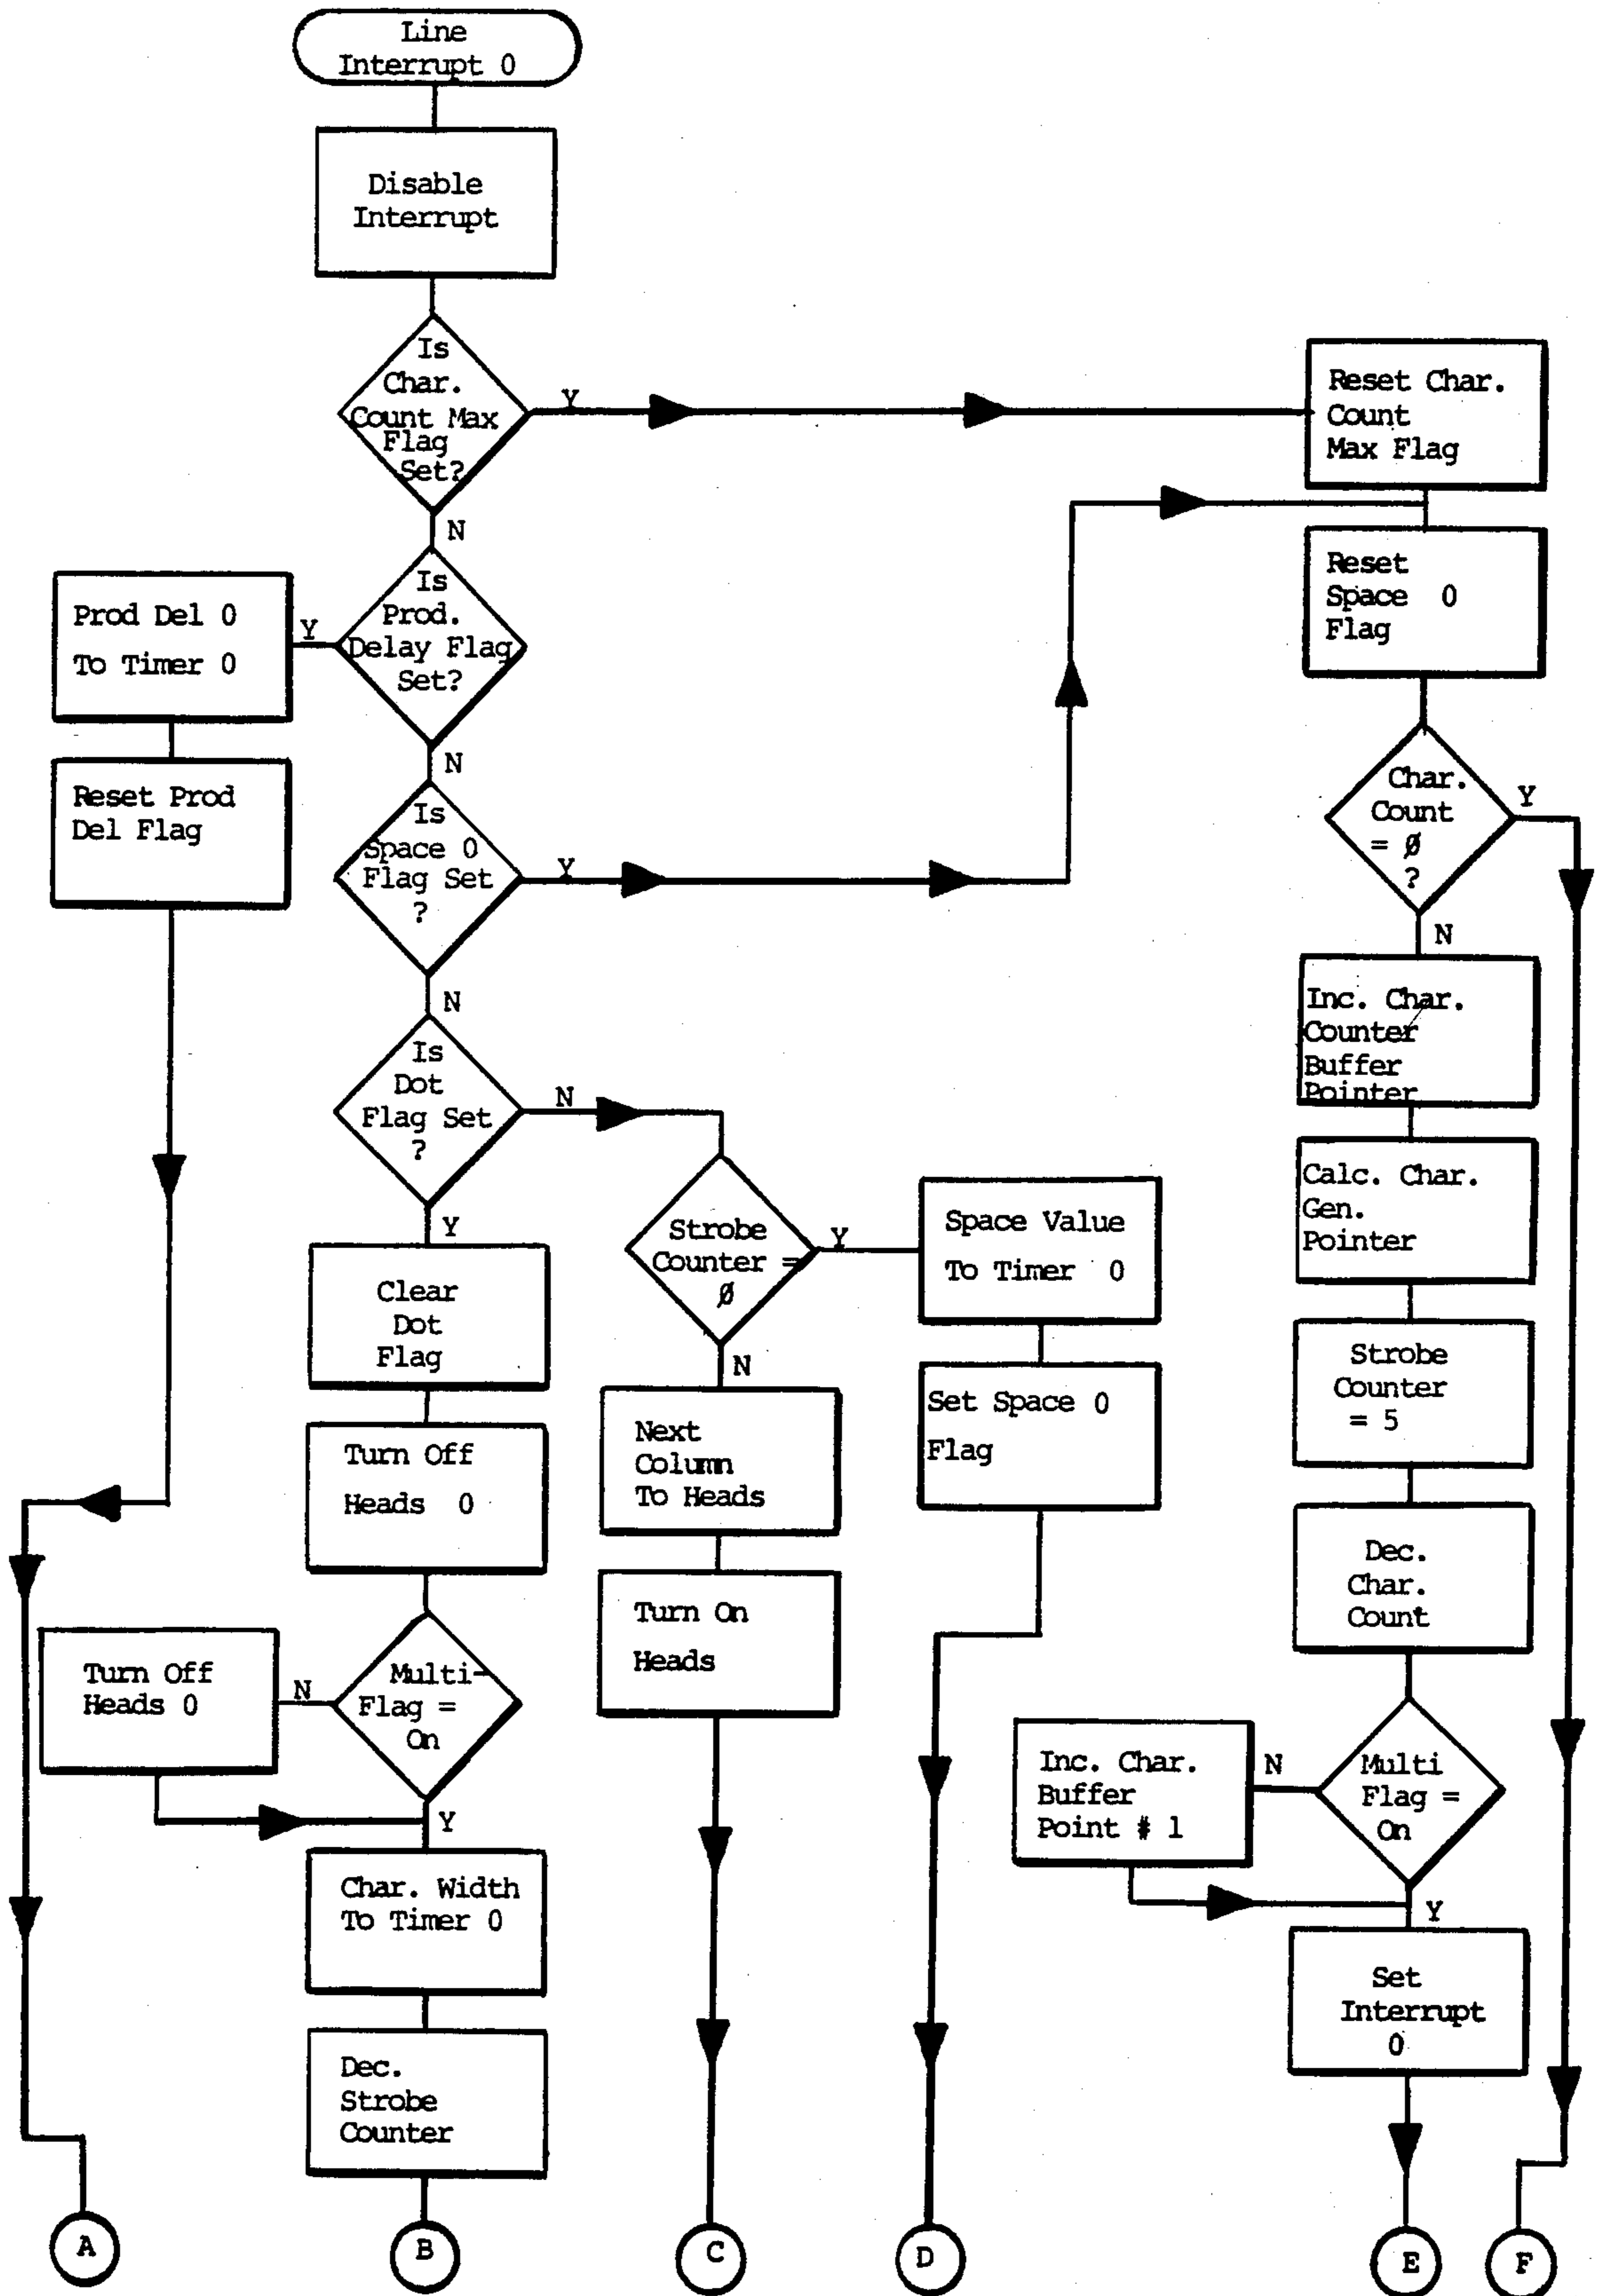 Line
Interrupt 0
Disable
Interrupt
Is
Char.
Count Max
Flag
Set?
Y
N
Reset Char.
Count
Max Flag
Is
Prod.
Delay Flag
Set?
Y
N
Prod Del 0
To Timer 0
Reset Prod
Del Flag
Reset
Space 0
Flag
Is
Space 0
Flag Set
?
Y
N
Char.
Count
= Ø
?
Y
N
Is
Dot
Flag Set
?
N
Y
Inc. Char.
Counter
Buffer
Pointer
Calc. Char.
Gen.
Pointer
Strobe
Counter =
Ø
Y
N
Space Value
To Timer 0
Set Space 0
Flag
Clear
Dot
Flag
Turn Off
Heads 0
Next
Column
To Heads
Turn On
Heads
Strobe
Counter
= 5
Dec.
Char.
Count
Multi-
Flag =
On
N
Y
Turn Off
Heads 0
Multi
Flag =
On
N
Y
Inc. Char.
Buffer
Point # 1
Char. Width
To Timer 0
Dec.
Strobe
Counter
Set
Interrupt
0
A
B
C
D
E
F